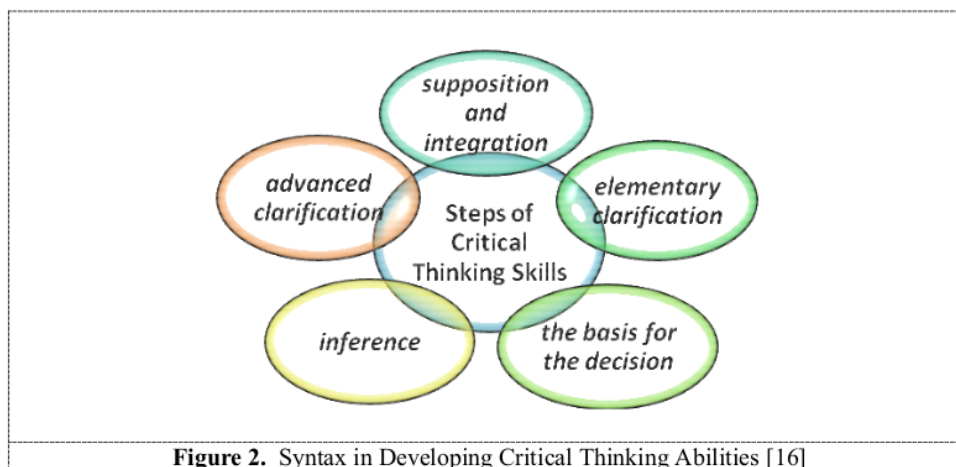 supposition
and
integration
advanced
clarification
elementary
clarification
Steps of
Critical
Thinking Skills
inference
the basis for
the decision
Figure 2. Syntax in Developing Critical Thinking Abilities [16]